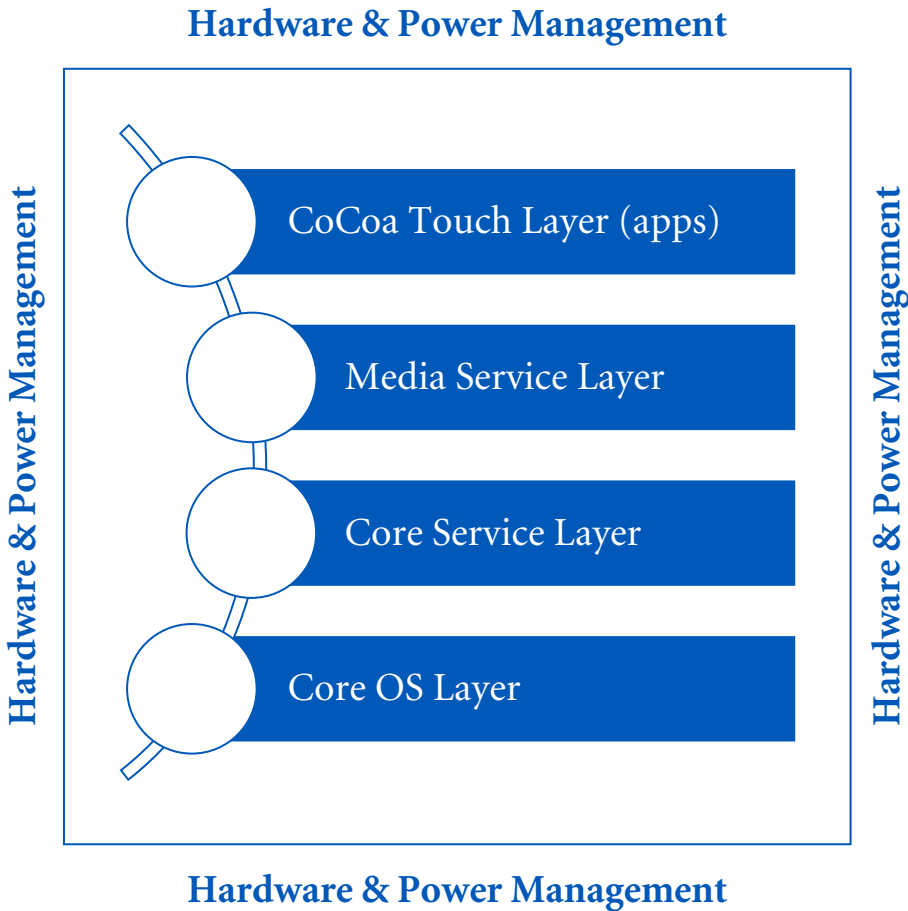 Hardware & Power Management
Hardware & Power Management
CoCoa Touch Layer (apps)
Media Service Layer
Core Service Layer
Core OS Layer
Hardware & Power Management
Hardware & Power Management